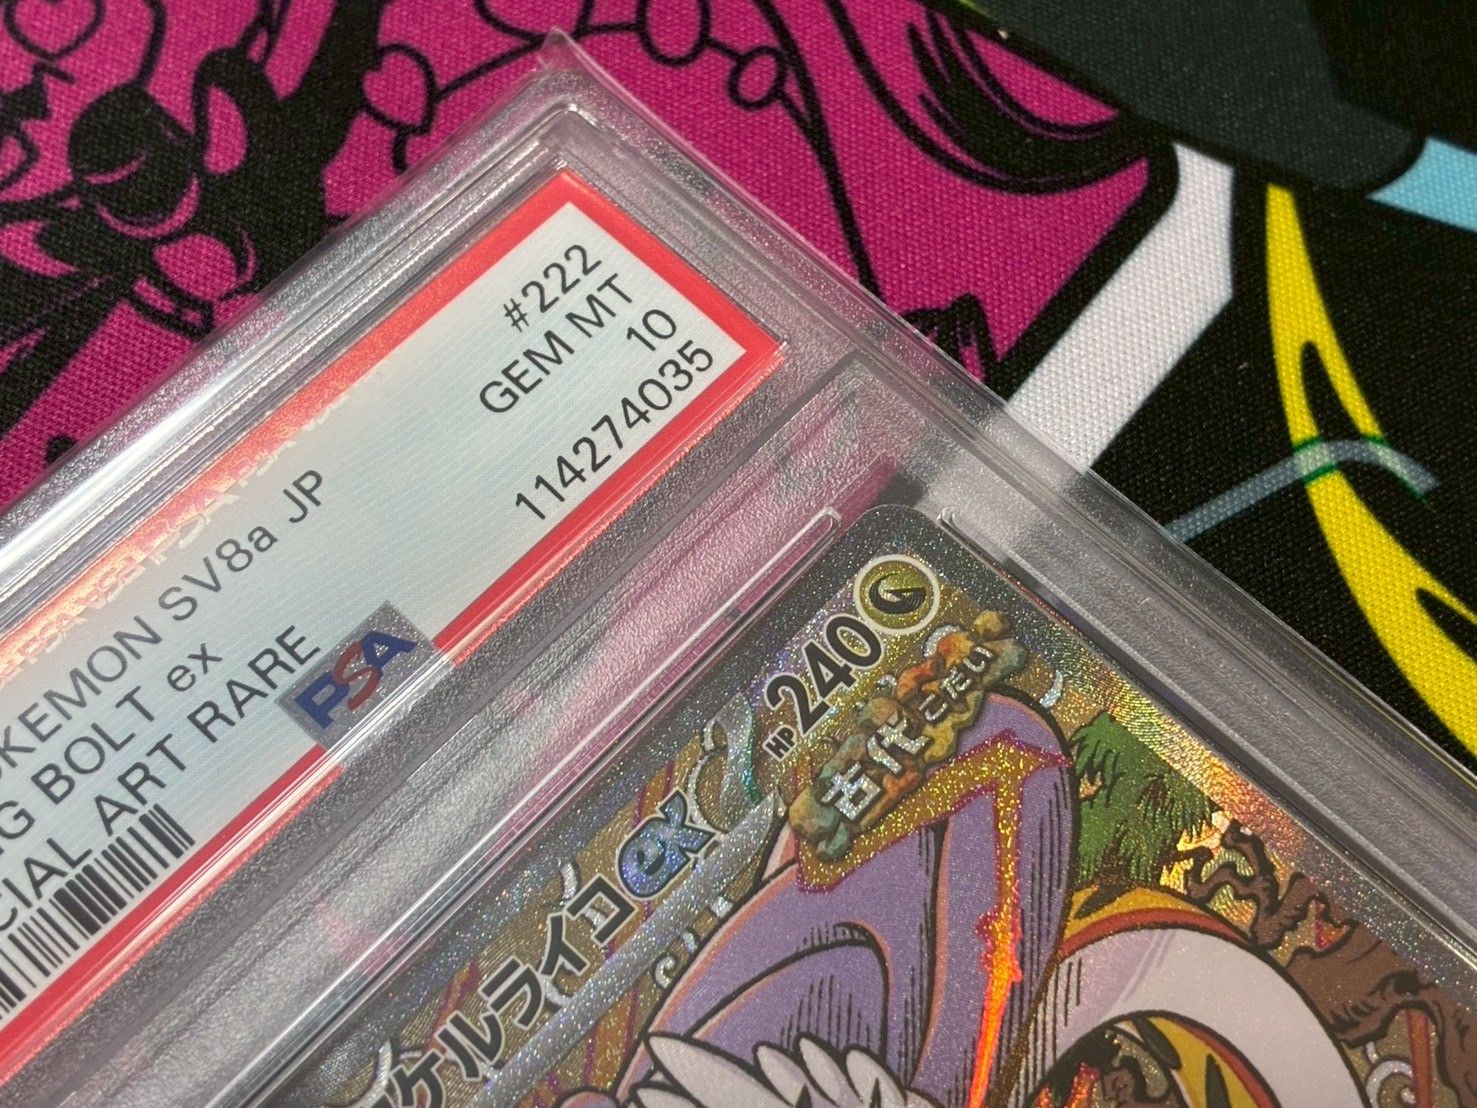 #222
GEM MT
10
114274035
OKEMON SV8a JP
G BOLT ex
CIAL ART RARE
PSA
HP240
古代 こだい
ケルライコex